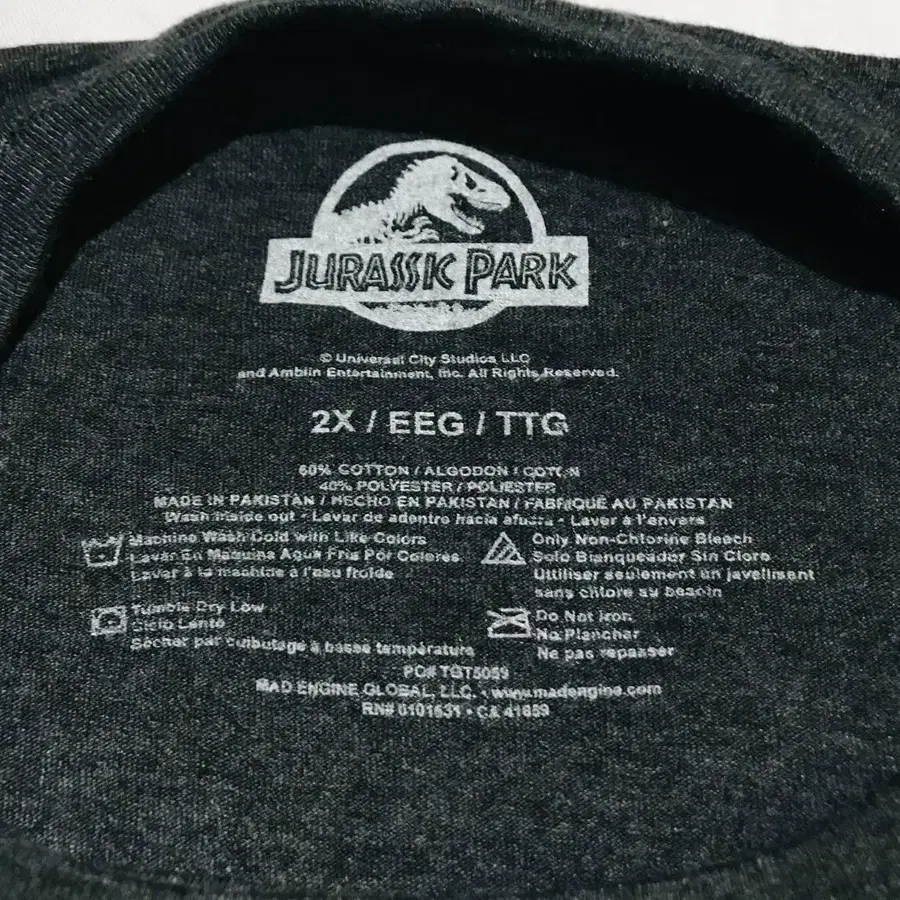 JURASSIC PARK
© Universal City Studios LLC
and Amblin Entertainment, Inc. All Rights Reserved.
2X / EEG / TTG
60% COTTON / ALGODON / COTON
40% POLYESTER / POLIESTER
MADE IN PAKISTAN / HECHO EN PAKISTAN / FABRIQUÉ AU PAKISTAN
Wash inside out • Lavar de adentro hacia afuera • Laver à l'envers
Machine Wash Cold with Like Colors
Lavar En Maquina Aqua Fria Por Colores
Laver à la machine à l'eau froide
Only Non-Chlorine Bleach
Solo Blanqueador Sin Cloro
Utiliser seulement un javellisant
sans chlore au besoin
Tumble Dry Low
Ciclo Lento
Sécher par culbutage à basse température
Do Not Iron
No Planchar
Ne pas repasser
PO# TGT5059
MAD ENGINE GLOBAL, LLC. • www.madengine.com
RN# 0101631 • CA 41859